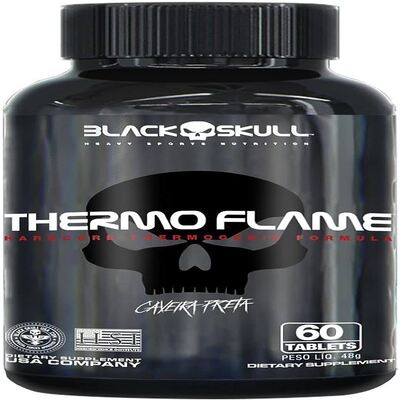 BLACK SKULL
HEAVY SPORTS NUTRITION
THERMO FLAME
HARDCORE THERMOGENIC FORMULA
CAVEIRA PRETA
60
TABLETS
PESO LÍQ. 48g
DIETARY SUPPLEMENT
DIETARY SUPPLEMENT
USA COMPANY